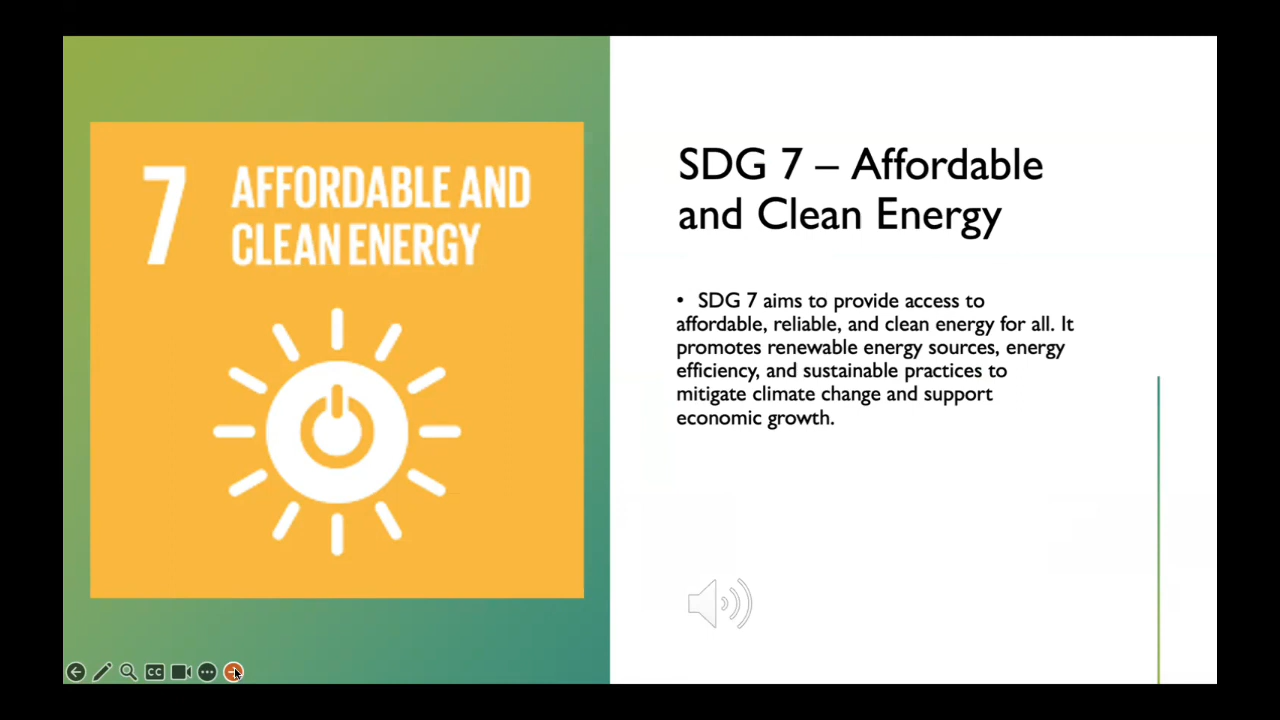 7
AFFORDABLE AND
CLEAN ENERGY
SDG 7 – Affordable
and Clean Energy
• SDG 7 aims to provide access to
affordable, reliable, and clean energy for all. It
promotes renewable energy sources, energy
efficiency, and sustainable practices to
mitigate climate change and support
economic growth.
CC